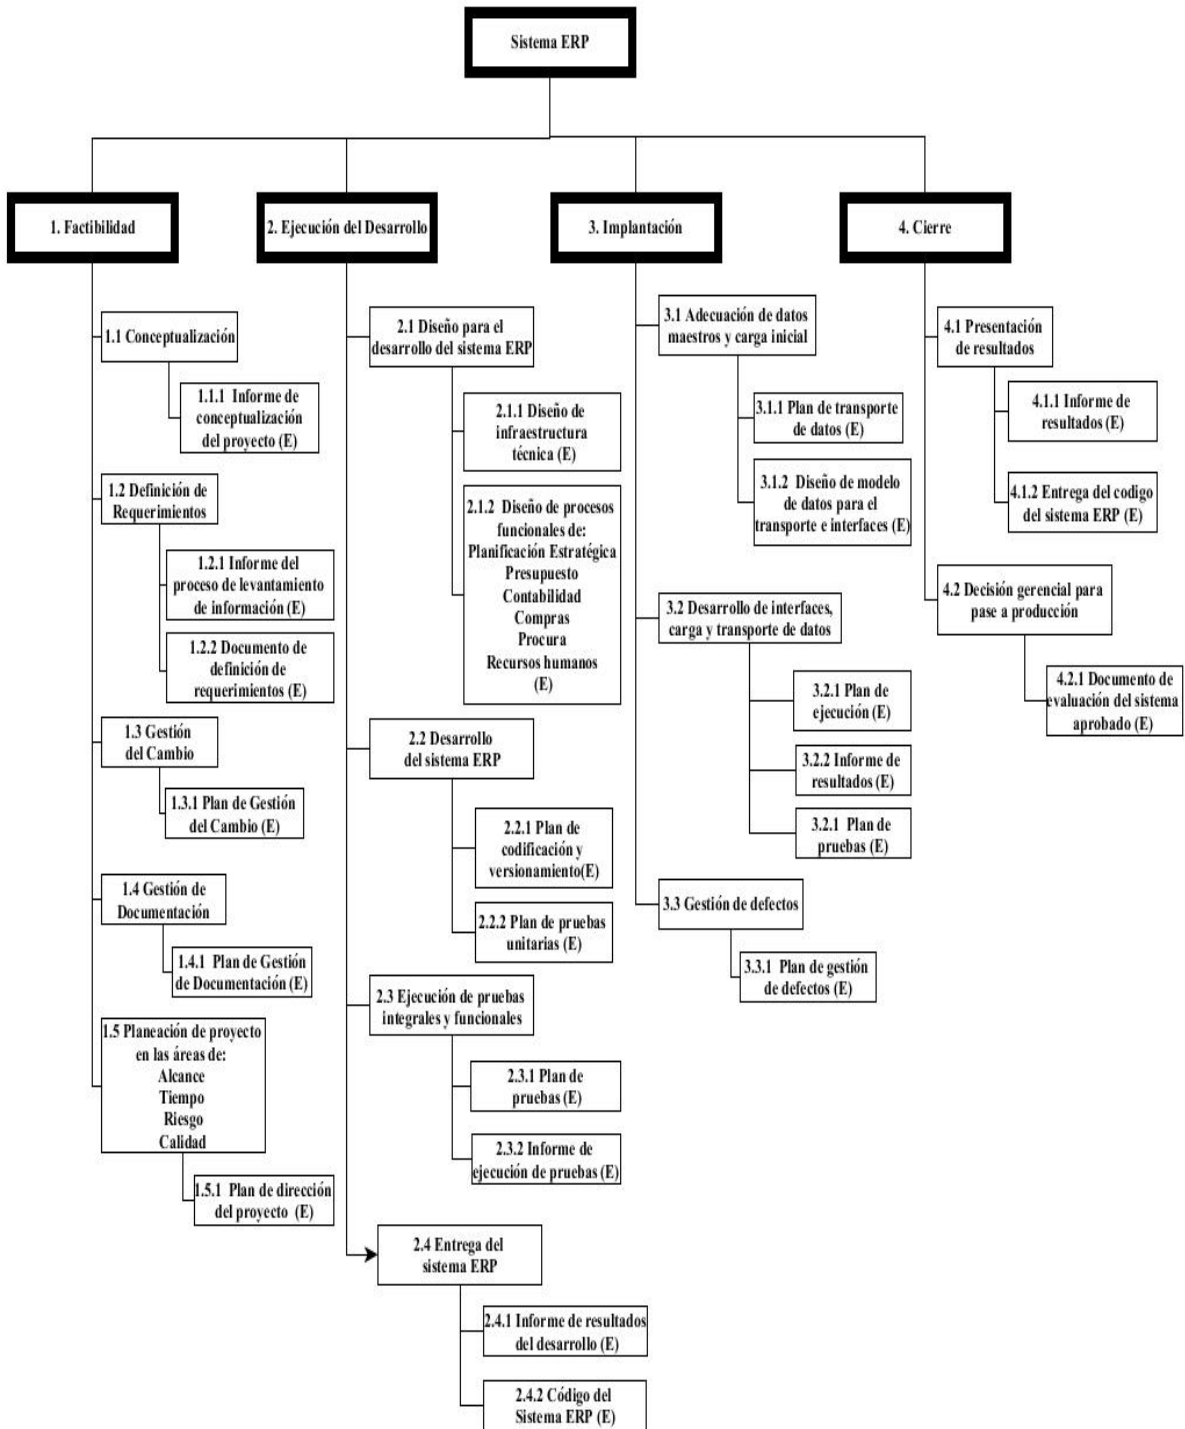 Sistema ERP
1. Factibilidad
2. Ejecución del Desarrollo
3. Implantación
4. Cierre
1.1 Conceptualización
1.1.1 Informe de
conceptualización
del proyecto (E)
1.2 Definición de
Requerimientos
1.2.1 Informe del
proceso de levantamiento
de información (E)
1.2.2 Documento de
definición de
requerimientos (E)
1.3 Gestión
del Cambio
1.3.1 Plan de Gestión
del Cambio (E)
1.4 Gestión de
Documentación
1.4.1 Plan de Gestión
de Documentación (E)
1.5 Planeación de proyecto
en las áreas de:
Alcance
Tiempo
Riesgo
Calidad
1.5.1 Plan de dirección
del proyecto (E)
2.1 Diseño para el
desarrollo del sistema ERP
2.1.1 Diseño de
infraestructura
técnica (E)
2.1.2 Diseño de procesos
funcionales de:
Planificación Estratégica
Presupuesto
Contabilidad
Compras
Procura
Recursos humanos
(E)
2.2 Desarrollo
del sistema ERP
2.2.1 Plan de
codificación y
versionamiento(E)
2.2.2 Plan de pruebas
unitarias (E)
2.3 Ejecución de pruebas
integrales y funcionales
2.3.1 Plan de
pruebas (E)
2.3.2 Informe de
ejecución de pruebas (E)
2.4 Entrega del
sistema ERP
2.4.1 Informe de resultados
del desarrollo (E)
2.4.2 Código del
Sistema ERP (E)
3.1 Adecuación de datos
maestros y carga inicial
3.1.1 Plan de transporte
de datos (E)
3.1.2 Diseño de modelo
de datos para el
transporte e interfaces (E)
3.2 Desarrollo de interfaces,
carga y transporte de datos
3.2.1 Plan de
ejecución (E)
3.2.2 Informe de
resultados (E)
3.2.1 Plan de
pruebas (E)
3.3 Gestión de defectos
3.3.1 Plan de gestión
de defectos (E)
4.1 Presentación
de resultados
4.1.1 Informe de
resultados (E)
4.1.2 Entrega del codigo
del sistema ERP (E)
4.2 Decisión gerencial para
pase a producción
4.2.1 Documento de
evaluación del sistema
aprobado (E)